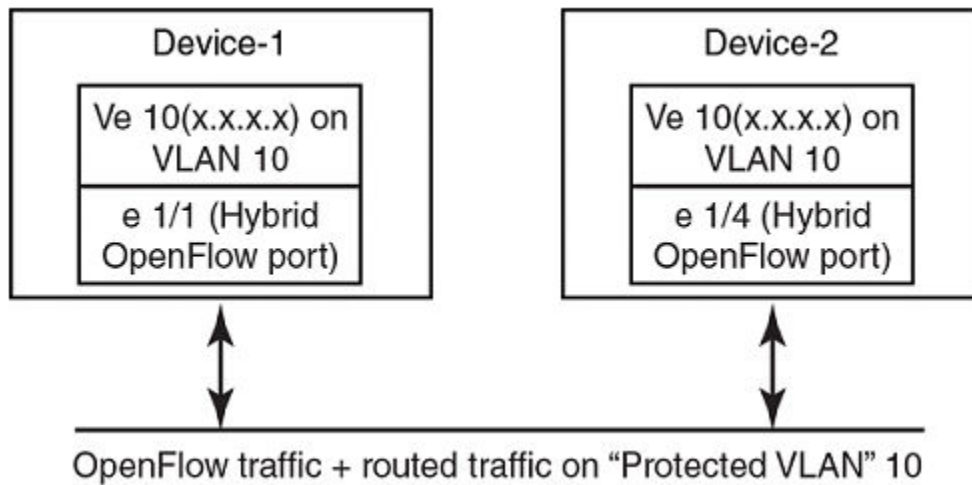 Device-1
Ve 10(x.x.x.x) on
VLAN 10
e 1/1 (Hybrid
OpenFlow port)
Device-2
Ve 10(x.x.x.x) on
VLAN 10
e 1/4 (Hybrid
OpenFlow port)
OpenFlow traffic + routed traffic on “Protected VLAN” 10